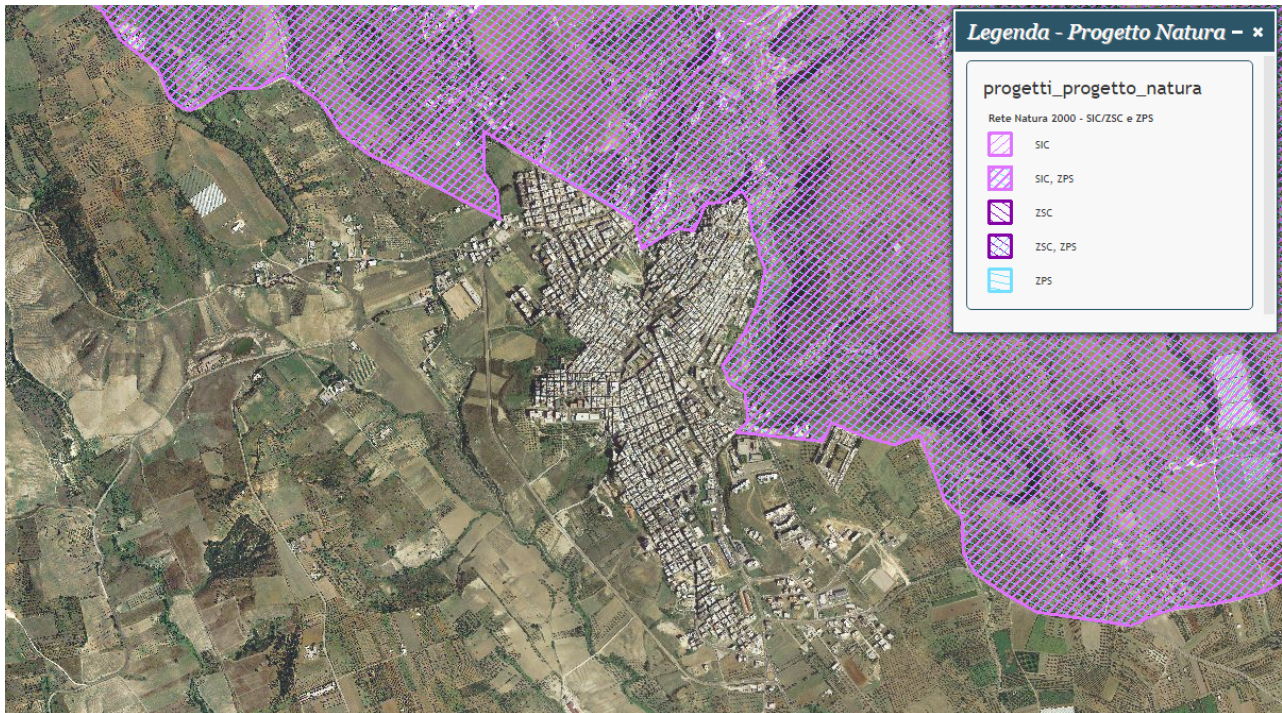 Legenda - Progetto Natura
progetti_progetto_natura
Rete Natura 2000 - SIC/ZSC e ZPS
SIC
SIC, ZPS
ZSC
ZSC, ZPS
ZPS